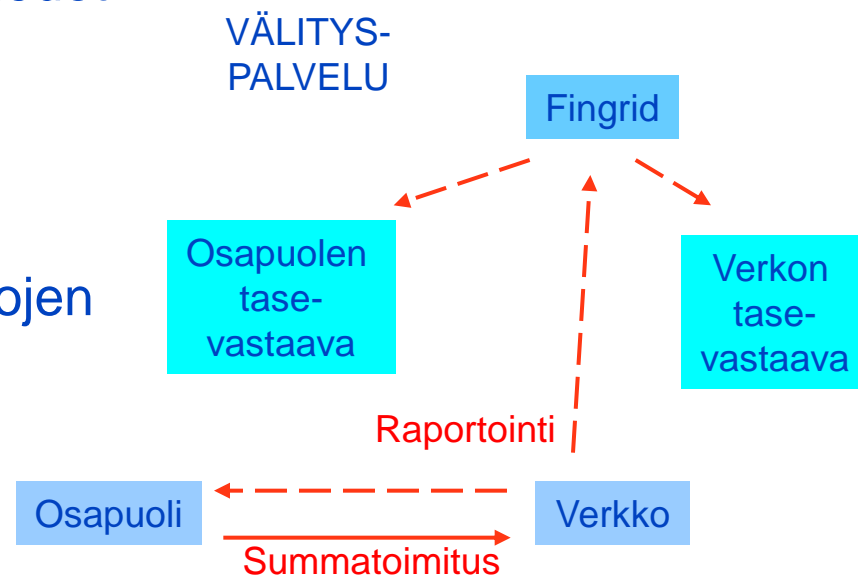 VÄLITYS-
PALVELU
Fingrid
Osapuolen
tase-
vastaava
Verkon
tase-
vastaava
ojen
Raportointi
Osapuoli
Verkko
Summatoimitus